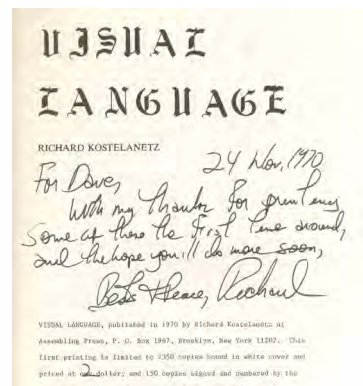 VISUAL
LANGUAGE
RICHARD KOSTELANETZ
24 Nov, 1970
For Dave,
With my thanks for printing
some of these the first time around,
and the hope you'll do more soon,
Best & Peace, Richard
VISUAL LANGUAGE, published in 1970 by Richard Kostelanetz at
Assembling Press, P. O. Box 1967, Brooklyn, New York 11202. This
first printing is limited to 2350 copies bound in white cover and
priced at dollar; and 150 copies signed and numbered by the